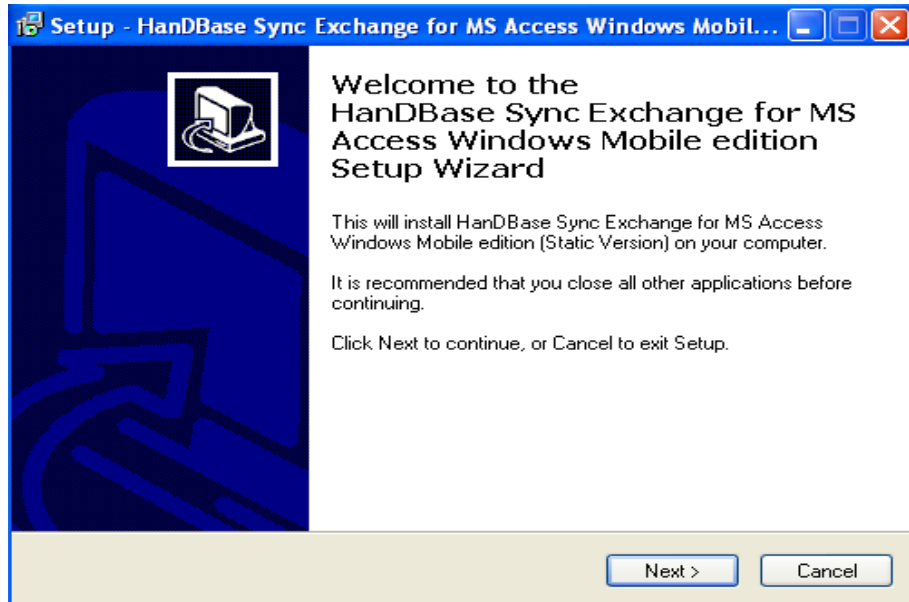 Setup - HanDBase Sync Exchange for MS Access Windows Mobil...
Welcome to the
HanDBase Sync Exchange for MS
Access Windows Mobile edition
Setup Wizard
This will install HanDBase Sync Exchange for MS Access
Windows Mobile edition (Static Version) on your computer.
It is recommended that you close all other applications before
continuing.
Click Next to continue, or Cancel to exit Setup.
Next >
Cancel